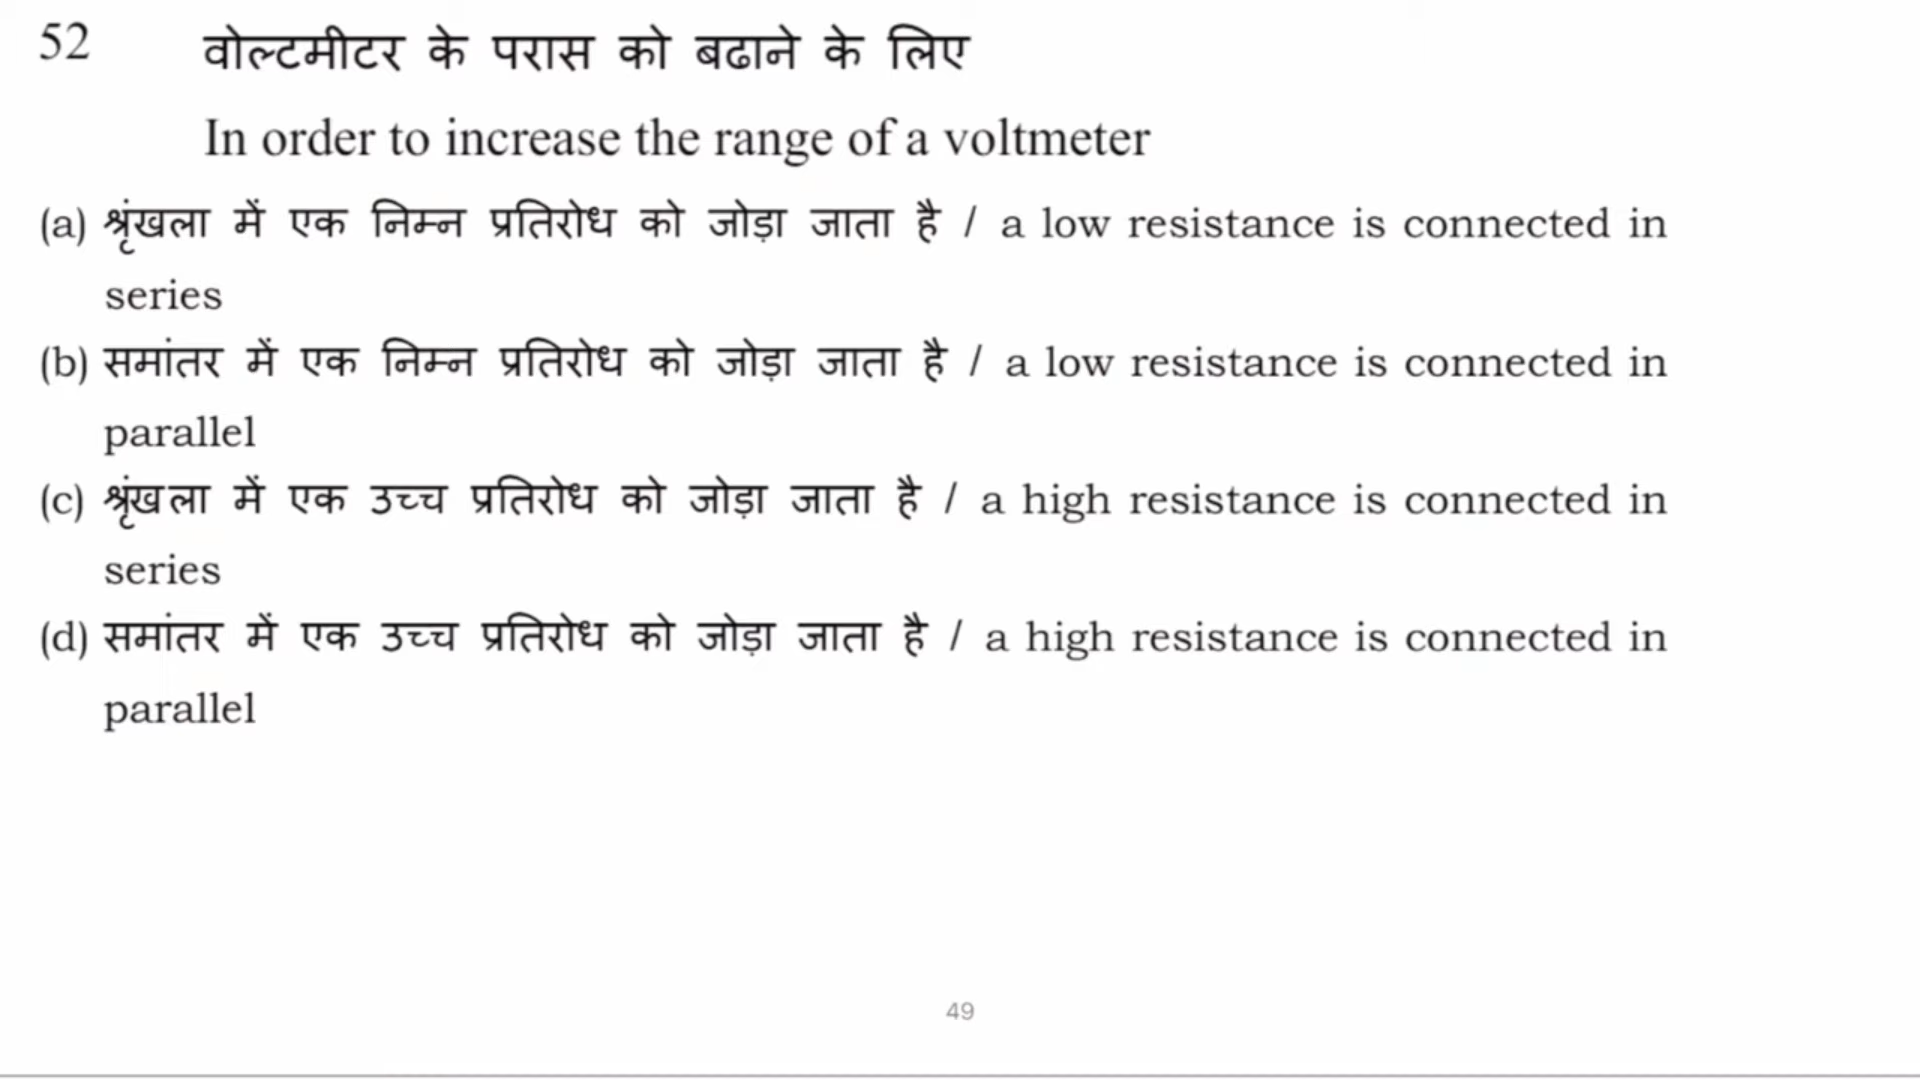 52 वोल्टमीटर के परास को बढाने के लिए
In order to increase the range of a voltmeter
(a) श्रृंखला में एक निम्न प्रतिरोध को जोड़ा जाता है / a low resistance is connected in
series
(b) समांतर में एक निम्न प्रतिरोध को जोड़ा जाता है / a low resistance is connected in
parallel
(c) श्रृंखला में एक उच्च प्रतिरोध को जोड़ा जाता है / a high resistance is connected in
series
(d) समांतर में एक उच्च प्रतिरोध को जोड़ा जाता है / a high resistance is connected in
parallel
49